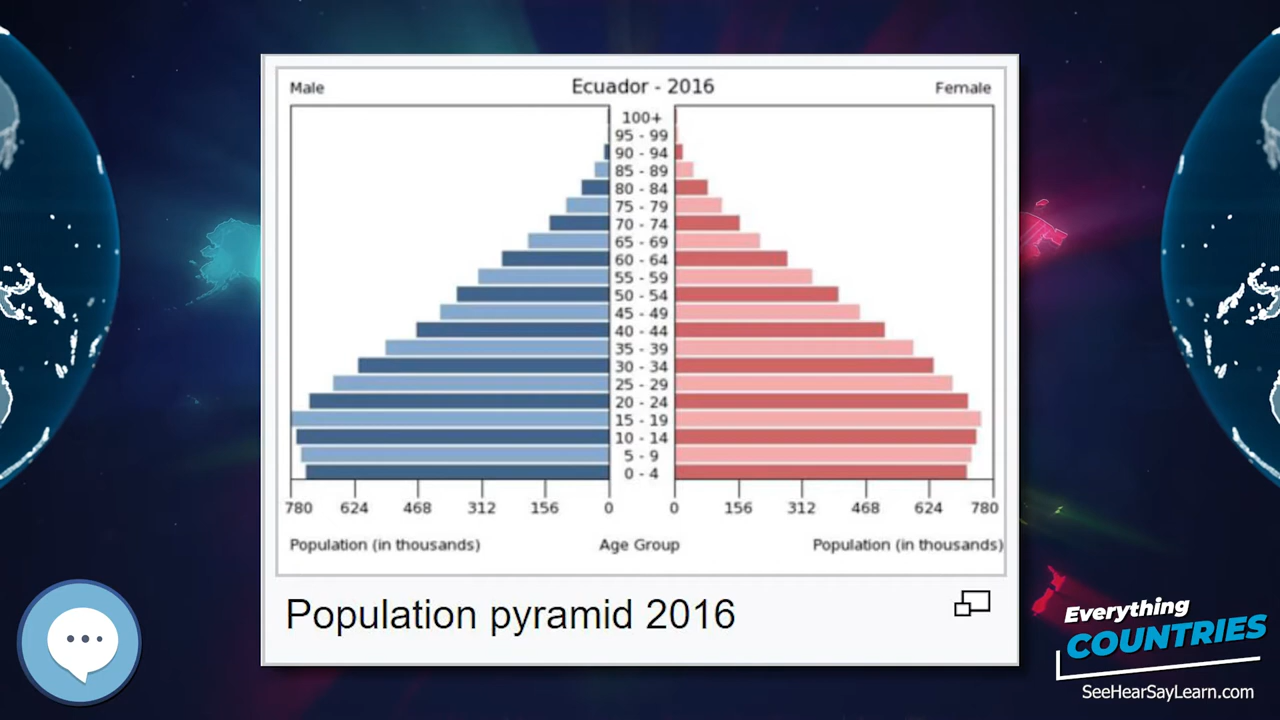 Male Ecuador - 2016 Female
100+
95 - 99
90 - 94
85 - 89
80 - 84
75 - 79
70 - 74
65 - 69
60 - 64
55 - 59
50 - 54
45 - 49
40 - 44
35 - 39
30 - 34
25 - 29
20 - 24
15 - 19
10 - 14
5 - 9
0 - 4
780 624 468 312 156 0 0 156 312 468 624 780
Population (in thousands) Age Group Population (in thousands)
Population pyramid 2016
Everything
COUNTRIES
SeeHearSayLearn.com